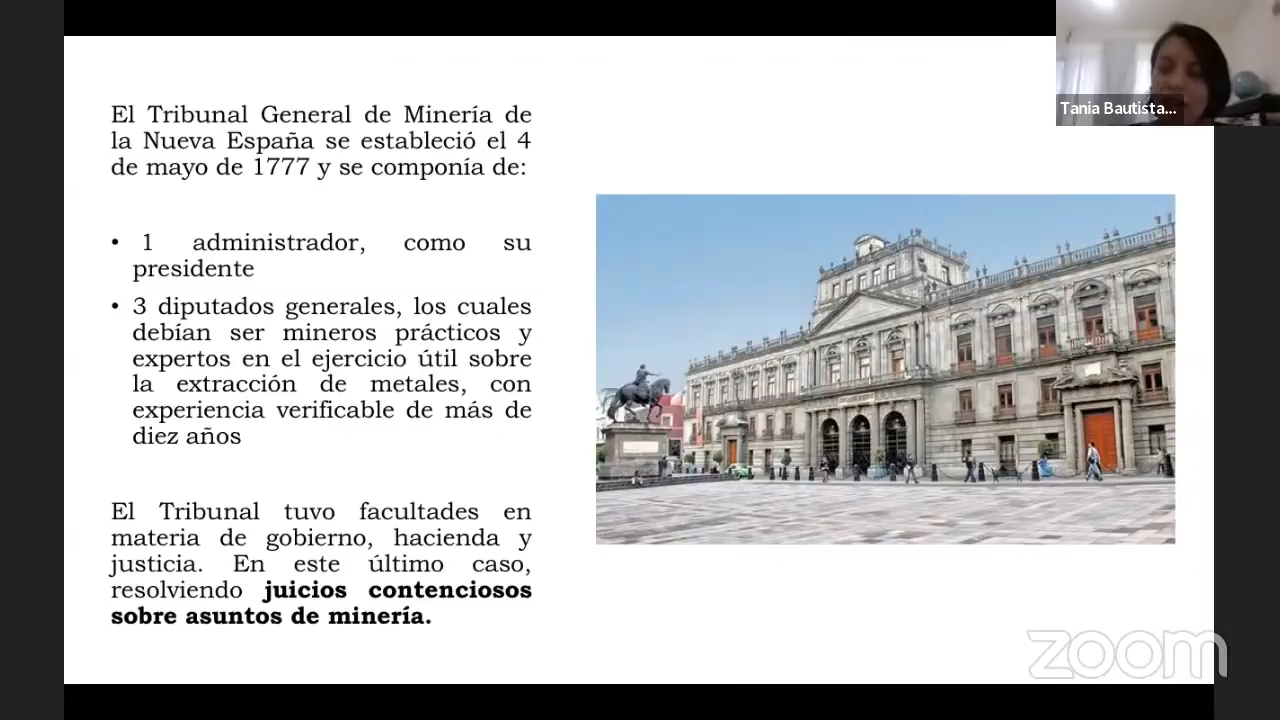 El Tribunal General de Minería de
la Nueva España se estableció el 4
de mayo de 1777 y se componía de:
• 1 administrador, como su
presidente
• 3 diputados generales, los cuales
debían ser mineros prácticos y
expertos en el ejercicio útil sobre
la extracción de metales, con
experiencia verificable de más de
diez años
El Tribunal tuvo facultades en
materia de gobierno, hacienda y
justicia. En este último caso,
resolviendo juicios contenciosos
sobre asuntos de minería.
Tania Bautista...
zoom